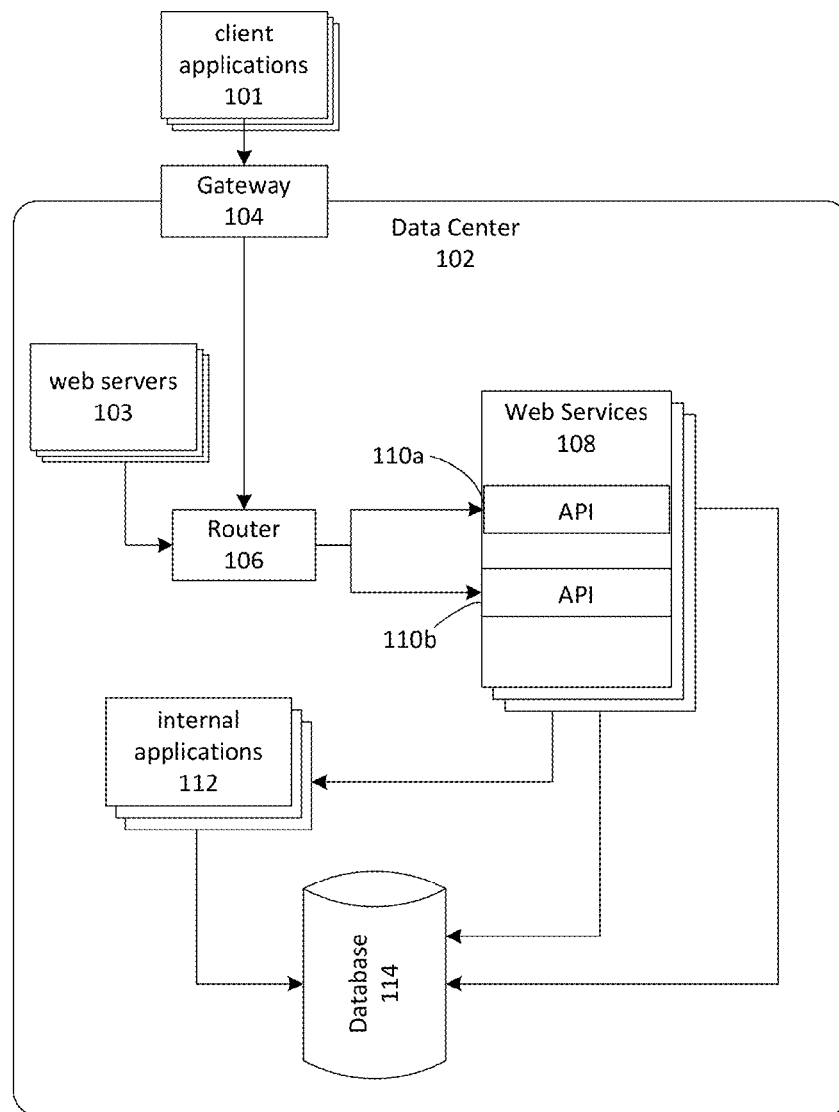 client
applications
101
Gateway
104
Data Center
102
web servers
103
Web Services
108
110a
API
Router
106
API
110b
internal
applications
112
Database
114